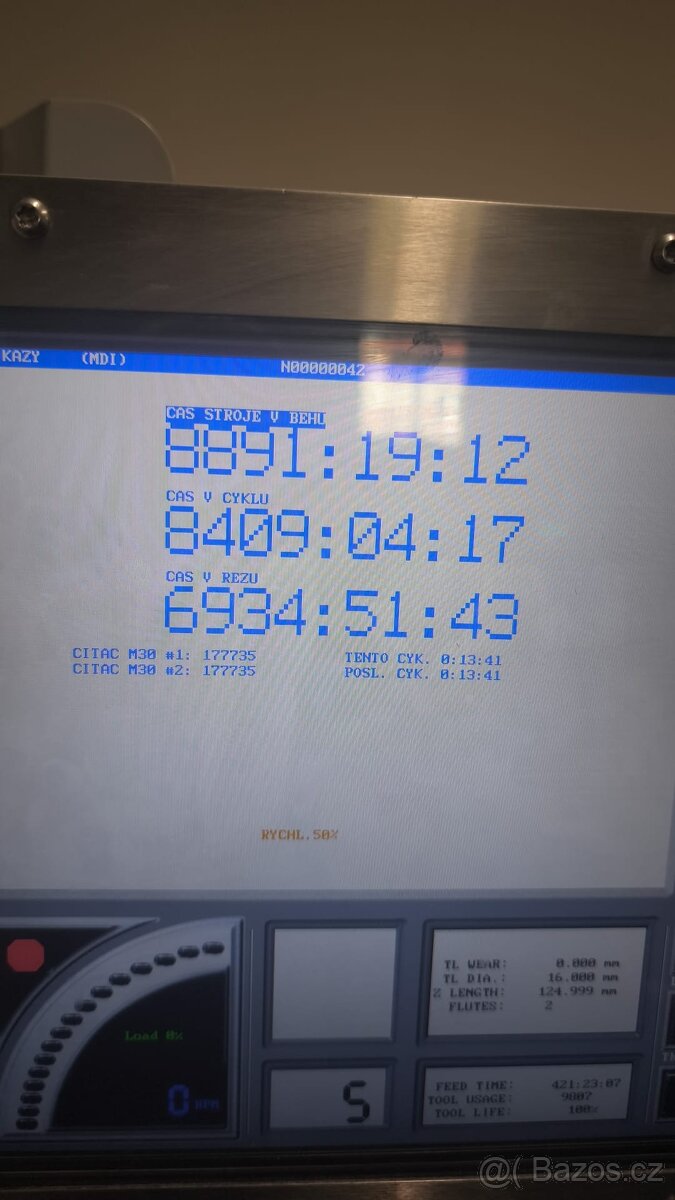 KAZY (MDI) N00000042
CAS STROJE V BEHU
8891:19:12
CAS V CYKLU
8409:04:17
CAS V REZU
6934:51:43
CITAC M30 #1: 177735 TENTO CYK. 0:13:41
CITAC M30 #2: 177735 POSL. CYK. 0:13:41
RYCHL.50%
TL WEAR: 0.000 mm
TL DIA.: 16.000 mm
Z LENGTH: 124.999 mm
FLUTES: 2
Load 0%
0 RPM
5
FEED TIME: 421:23:07
TOOL USAGE: 9807
TOOL LIFE: 100%
@( Bazos.cz